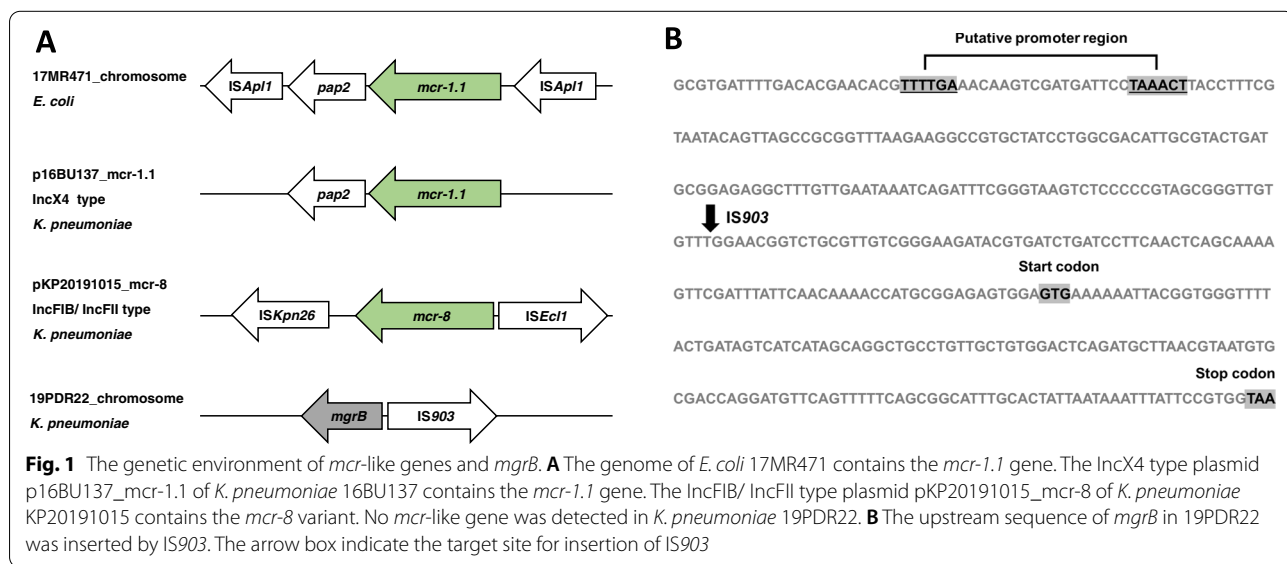 A
17MR471_chromosome
E. coli
ISApl1 pap2 mcr-1.1 ISApl1
p16BU137_mcr-1.1
IncX4 type
K. pneumoniae
pap2 mcr-1.1
pKP20191015_mcr-8
IncFIB/ IncFII type
K. pneumoniae
ISKpn26 mcr-8 ISEcl1
19PDR22_chromosome
K. pneumoniae
mgrB IS903
B
Putative promoter region
GCGTGATTTTGACACGAACACGTTTTGAAACAAGTCGATGATTCCTAAACTTACCTTTCG
TAATACAGTTAGCCGCGGTTTAAGAAGGCCGTGCTATCCTGGCGACATTGCGTACTGAT
GCGGAGAGGCTTTGTTGAATAAATCAGATTTCGGGTAAGTCTCCCCCGTAGCGGGTTGT
IS903
GTTTGGAACGGTCTGCGTTGTCGGGAAGATACGTGATCTGATCCTTCAACTCAGCAAAA
Start codon
GTTCGATTTATTCAACAAAACCATGCGGAGAGTGGAGTGAAAAAATTACGGTGGGTTTT
ACTGATAGTCATCATAGCAGGCTGCCTGTTGCTGTGGACTCAGATGCTTAACGTAATGTG
Stop codon
CGACCAGGATGTTCAGTTTTTCAGCGGCATTTGCACTATTAATAAATTTATTCCGTGGTAA
Fig. 1 The genetic environment of mcr-like genes and mgrB. A The genome of E. coli 17MR471 contains the mcr-1.1 gene. The IncX4 type plasmid
p16BU137_mcr-1.1 of K. pneumoniae 16BU137 contains the mcr-1.1 gene. The IncFIB/ IncFII type plasmid pKP20191015_mcr-8 of K. pneumoniae
KP20191015 contains the mcr-8 variant. No mcr-like gene was detected in K. pneumoniae 19PDR22. B The upstream sequence of mgrB in 19PDR22
was inserted by IS903. The arrow box indicate the target site for insertion of IS903